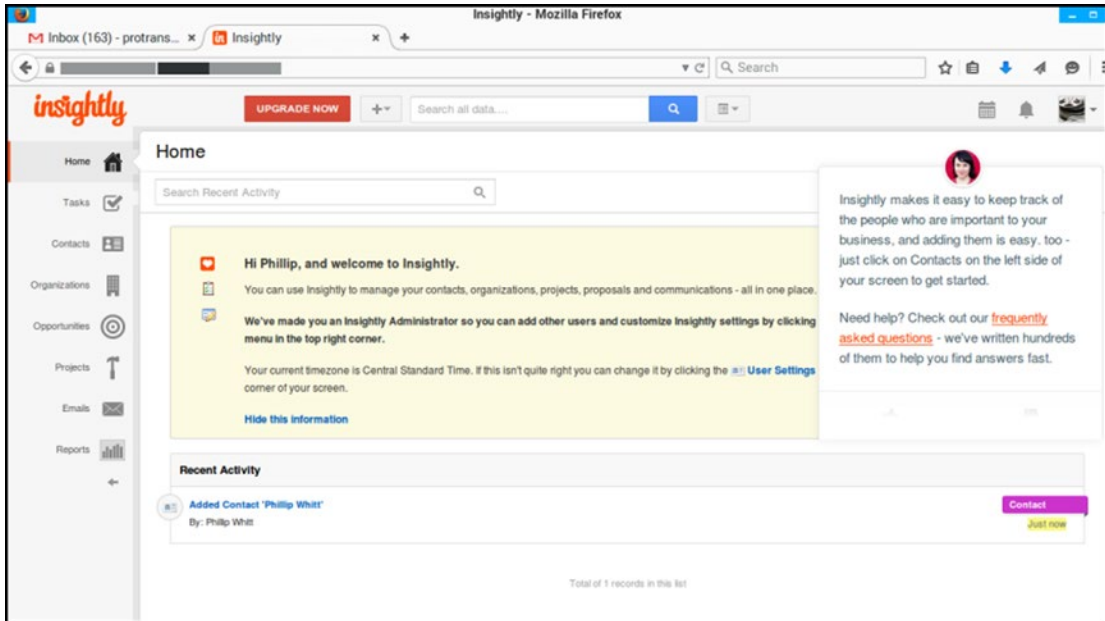 Insightly - Mozilla Firefox
Inbox (163) - protrans...
Insightly
Search
insightly
UPGRADE NOW
Search all data....
Home
Tasks
Contacts
Organizations
Opportunities
Projects
Emails
Reports
Home
Search Recent Activity
Hi Phillip, and welcome to Insightly.
You can use Insightly to manage your contacts, organizations, projects, proposals and communications - all in one place.
We've made you an Insightly Administrator so you can add other users and customize Insightly settings by clicking
menu in the top right corner.
Your current timezone is Central Standard Time. If this isn't quite right you can change it by clicking the User Settings
corner of your screen.
Hide this information
Insightly makes it easy to keep track of
the people who are important to your
business, and adding them is easy. too -
just click on Contacts on the left side of
your screen to get started.
Need help? Check out our frequently
asked questions - we've written hundreds
of them to help you find answers fast.
Recent Activity
Added Contact 'Phillip Whitt'
By: Phillip Whitt
Contact
Just now
Total of 1 records in this list